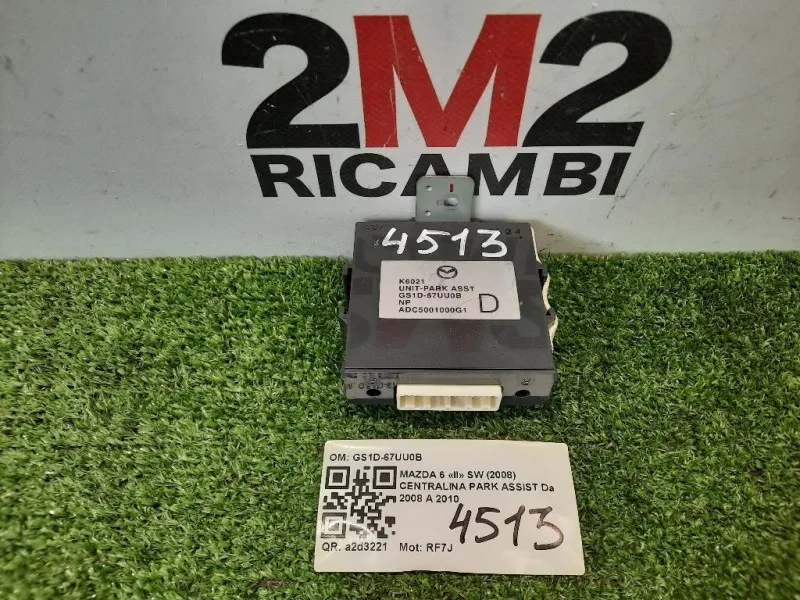 2M2
RICAMBI
4513
K6021
UNIT-PARK ASST
GS1D-67UU0B
NP
ADC5001000G1
D
OM: GS1D-67UU0B
MAZDA 6 «II» SW (2008)
CENTRALINA PARK ASSIST Da
2008 A 2010
4513
QR. a2d3221 Mot: RF7J